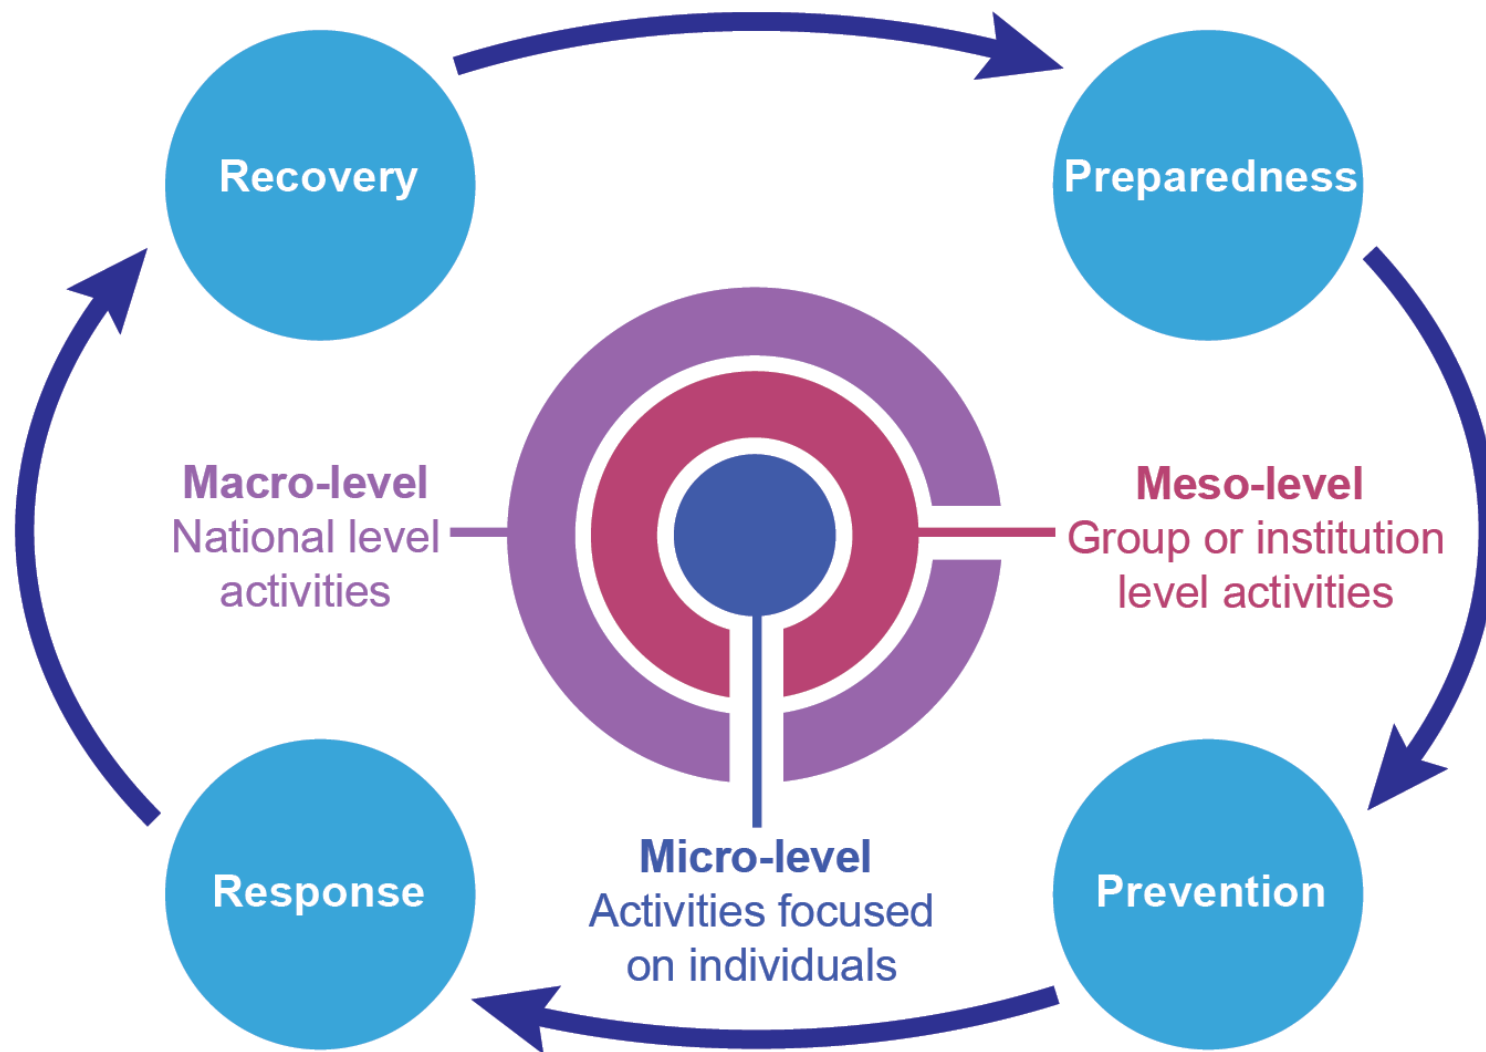 Recovery
Preparedness
Macro-level
National level
activities
Meso-level
Group or institution
level activities
Micro-level
Activities focused
on individuals
Response
Prevention